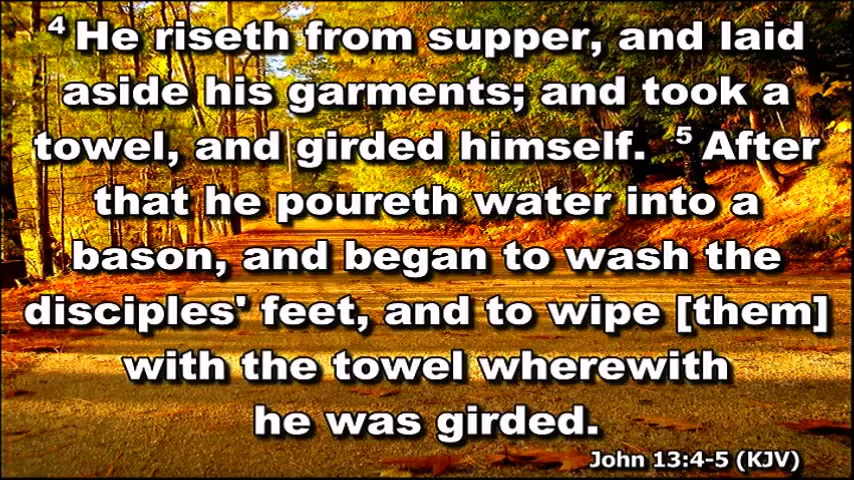 4 He riseth from supper, and laid
aside his garments; and took a
towel, and girded himself. 5 After
that he poureth water into a
bason, and began to wash the
disciples' feet, and to wipe [them]
with the towel wherewith
he was girded.
John 13:4-5 (KJV)